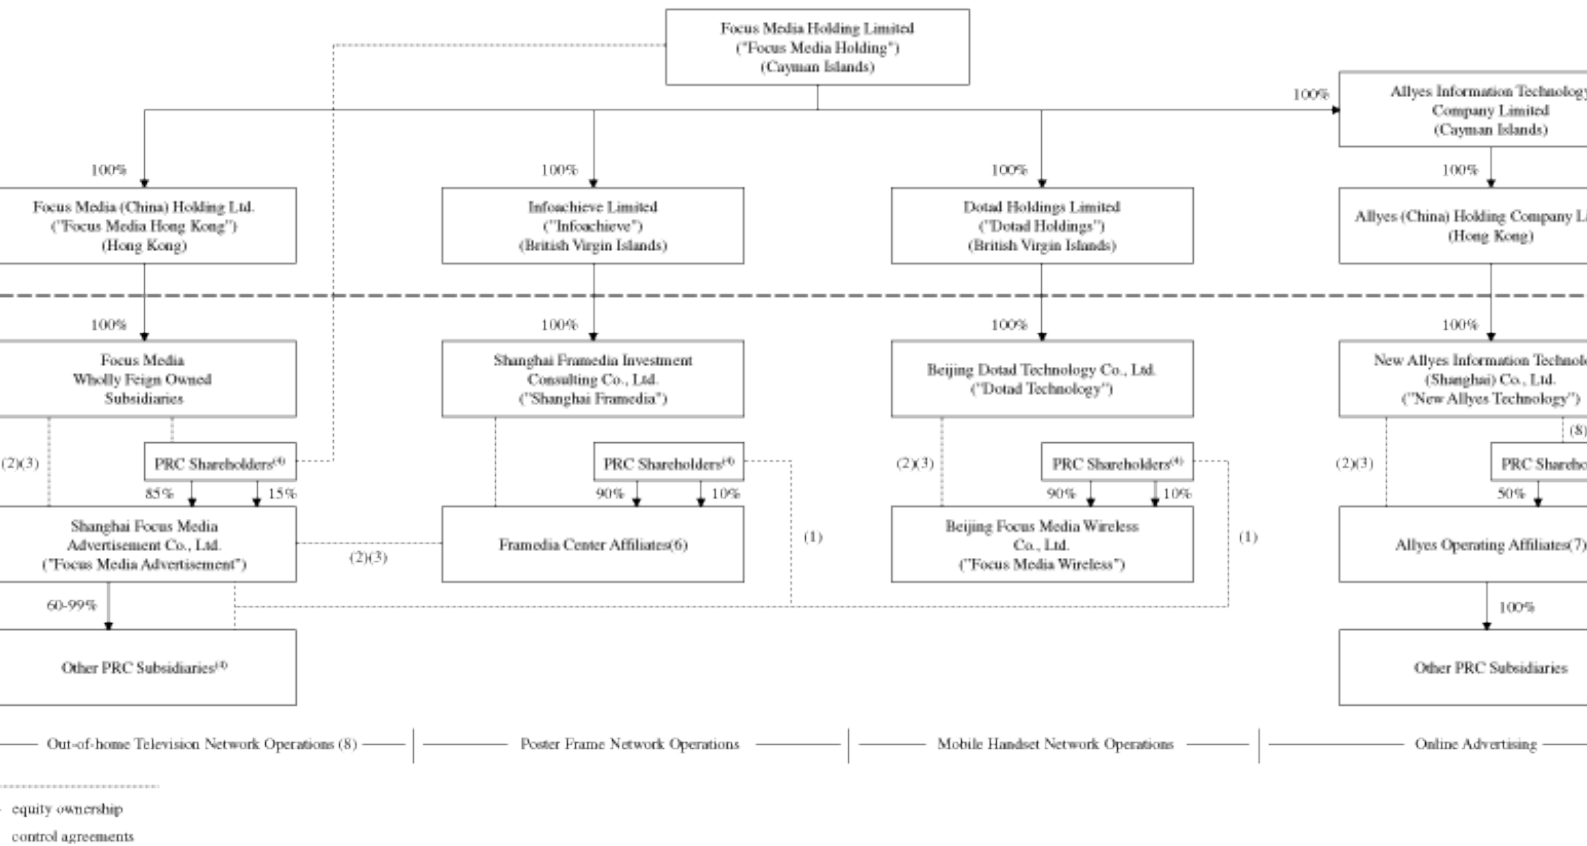 Focus Media Holding Limited
("Focus Media Holding")
(Cayman Islands)
100%
Allyes Information Technology
Company Limited
(Cayman Islands)
100%
100%
100%
100%
Focus Media (China) Holding Ltd.
("Focus Media Hong Kong")
(Hong Kong)
Infoachieve Limited
("Infoachieve")
(British Virgin Islands)
Dotad Holdings Limited
("Dotad Holdings")
(British Virgin Islands)
Allyes (China) Holding Company
(Hong Kong)
100%
100%
100%
100%
Focus Media
Wholly Feign Owned
Subsidiaries
Shanghai Framedia Investment
Consulting Co., Ltd.
("Shanghai Framedia")
Beijing Dotad Technology Co., Ltd.
("Dotad Technology")
New Allyes Information
(Shanghai) Co., Ltd.
("New Allyes Technology")
(8)
(2)(3)
PRC Shareholders(4)
PRC Shareholders(4)
(2)(3)
PRC Shareholders(4)
(2)(3)
PRC
85%
15%
90%
10%
90%
10%
50%
Shanghai Focus Media
Advertisement Co., Ltd.
("Focus Media Advertisement")
(2)(3)
Framedia Center Affiliates(6)
(1)
Beijing Focus Media Wireless
Co., Ltd.
("Focus Media Wireless")
(1)
Allyes Operating Affiliates(7)
60-99%
100%
Other PRC Subsidiaries(4)
Other PRC Subsidiaries
Out-of-home Television Network Operations (8)
Poster Frame Network Operations
Mobile Handset Network Operations
Online Advertising
equity ownership
control agreements